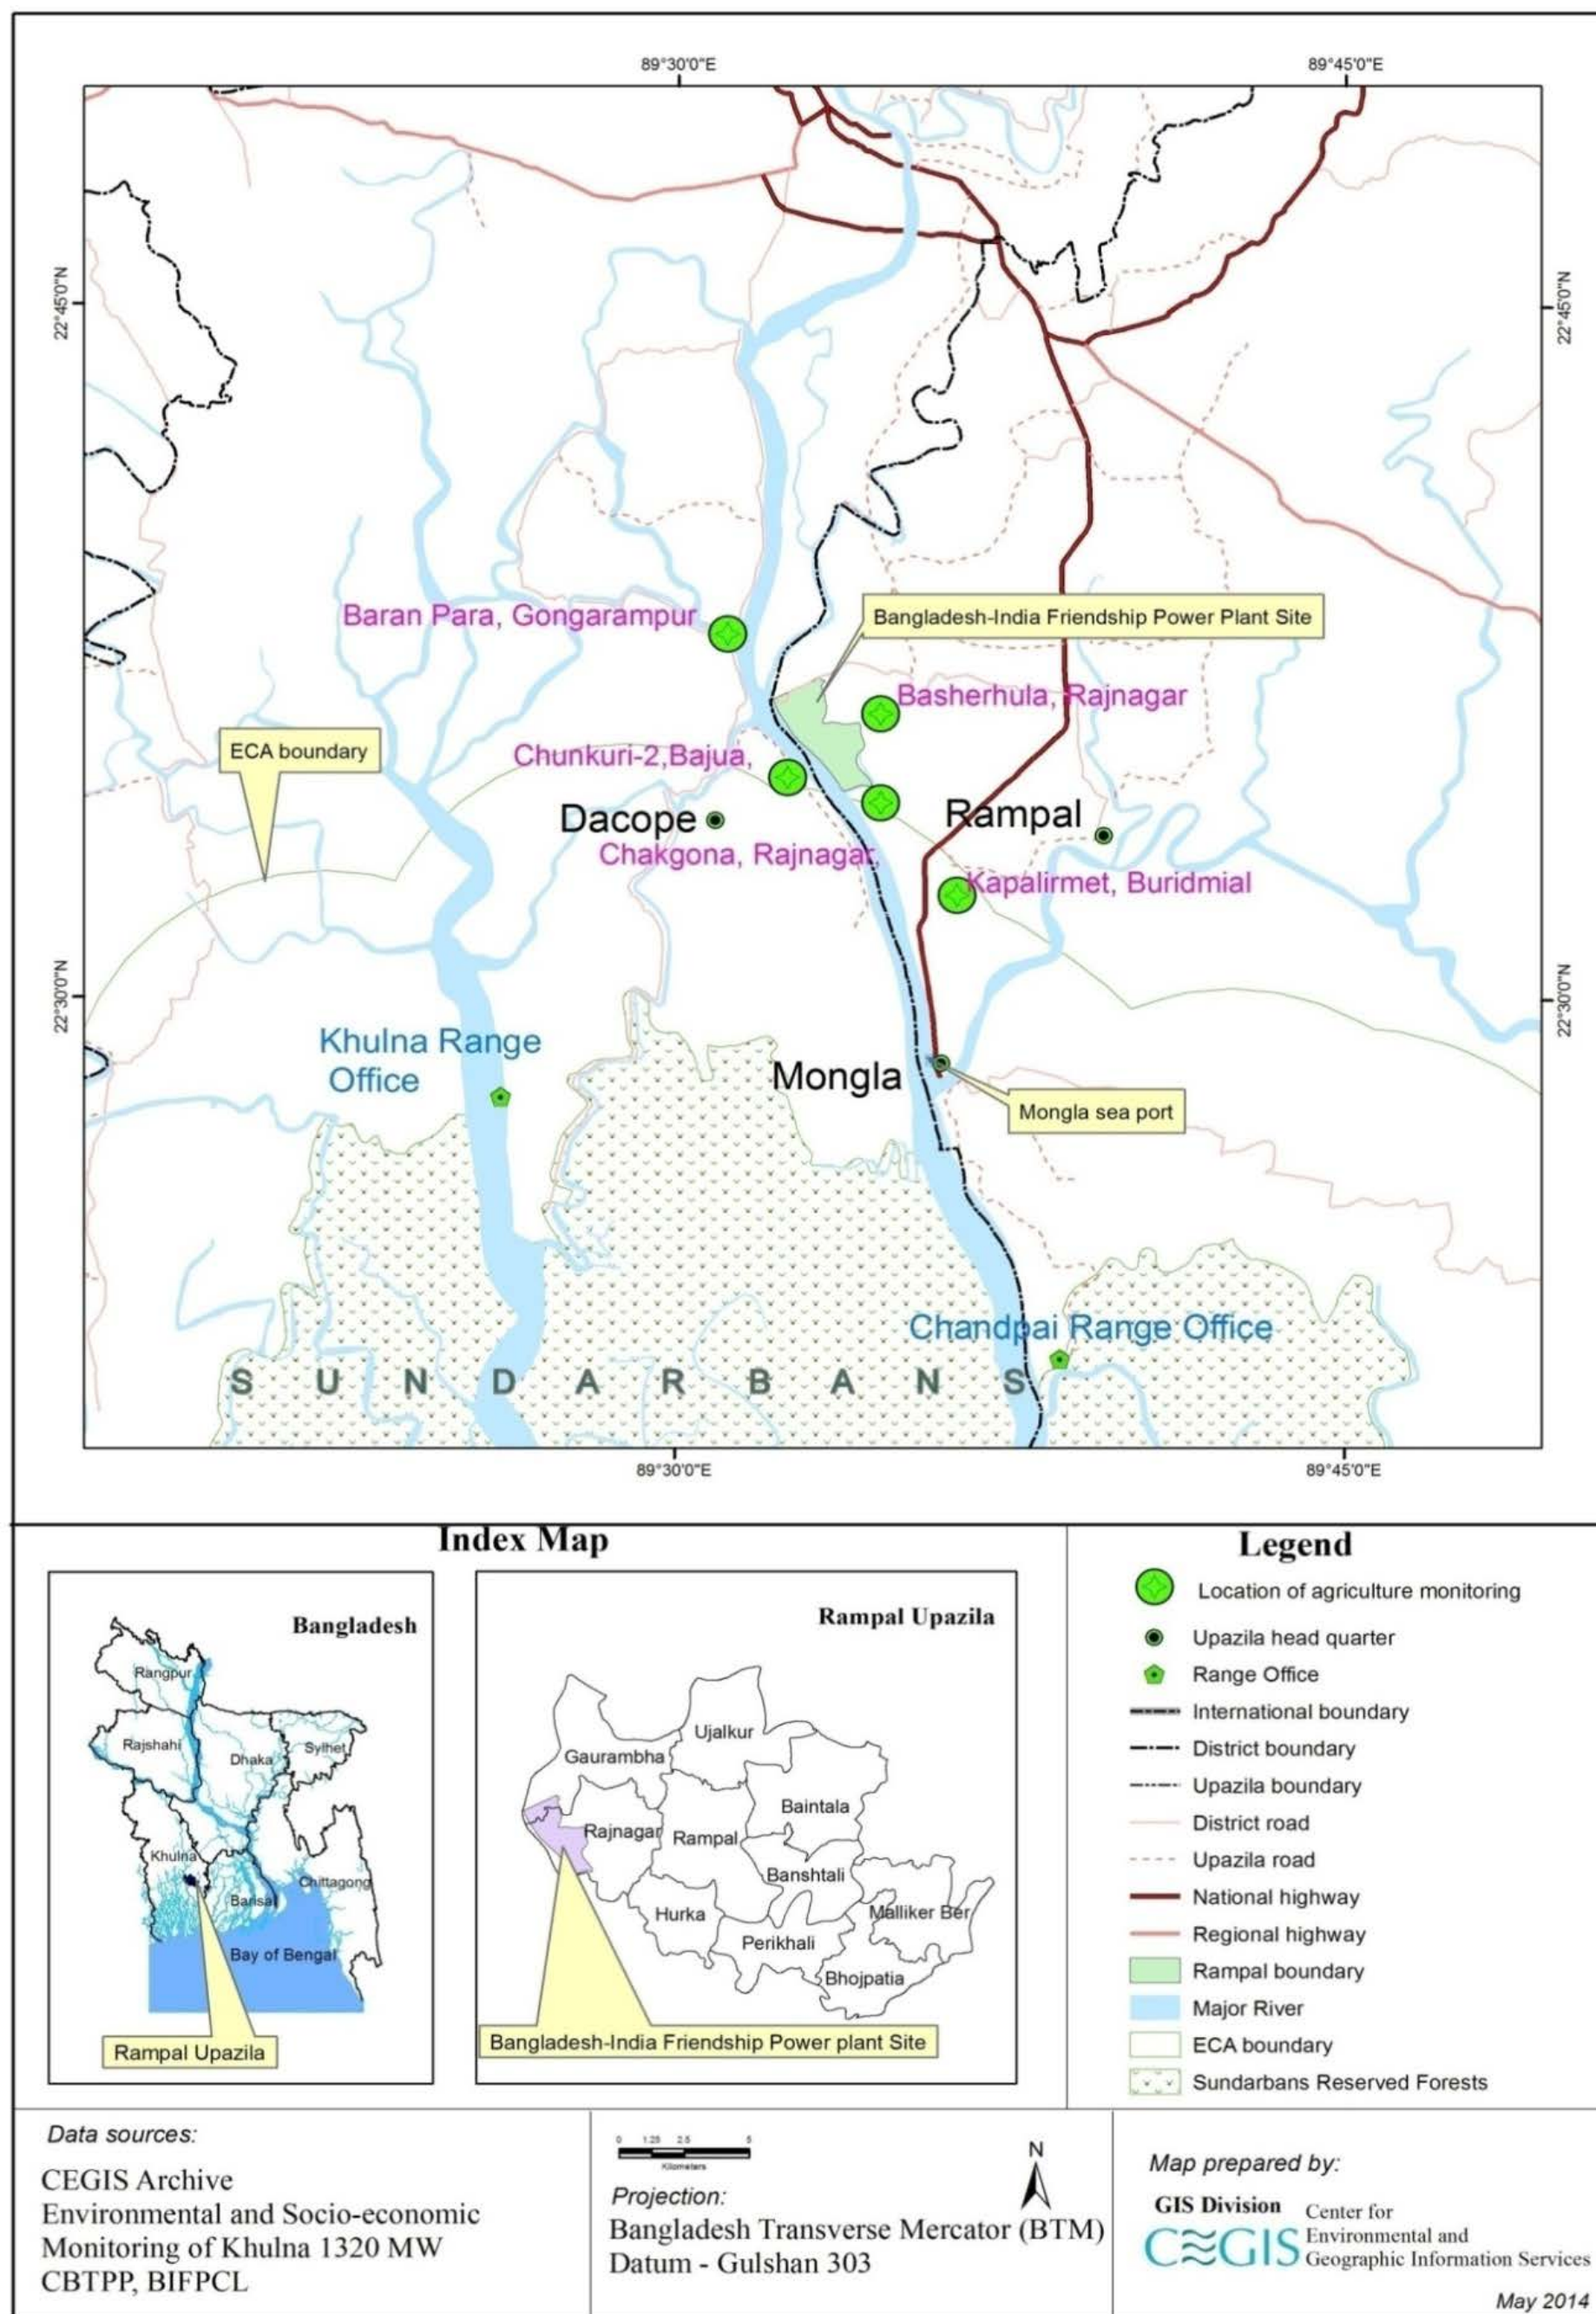 89°30'0"E
89°45'0"E
22°45'0"N
22°45'0"N
Baran Para, Gongarampur
Bangladesh-India Friendship Power Plant Site
Basherhula, Rajnagar
ECA boundary
Chunkuri-2,Bajua,
Dacope
Rampal
Chakgona, Rajnagar,
Kapalirmet, Buridmial
22°30'0"N
22°30'0"N
Khulna Range
Office
Mongla
Mongla sea port
Chandpai Range Office
S U N D A R B A N S
89°30'0"E
89°45'0"E
Index Map
Bangladesh
Rangpur
Rajshahi
Dhaka
Sylhet
Khulna
Barisal
Chittagong
Bay of Bengal
Rampal Upazila
Rampal Upazila
Ujalkur
Gaurambha
Baintala
Rajnagar
Rampal
Banshtali
Hurka
Malliker Ber
Perikhali
Bhojpatia
Bangladesh-India Friendship Power plant Site
Legend
Location of agriculture monitoring
Upazila head quarter
Range Office
International boundary
District boundary
Upazila boundary
District road
Upazila road
National highway
Regional highway
Rampal boundary
Major River
ECA boundary
Sundarbans Reserved Forests
Data sources:
CEGIS Archive
Environmental and Socio-economic
Monitoring of Khulna 1320 MW
CBTPP, BIFPCL
0 1.25 2.5 5
Kilometers
N
Projection:
Bangladesh Transverse Mercator (BTM)
Datum - Gulshan 303
Map prepared by:
GIS Division
CEGIS
Center for
Environmental and
Geographic Information Services
May 2014